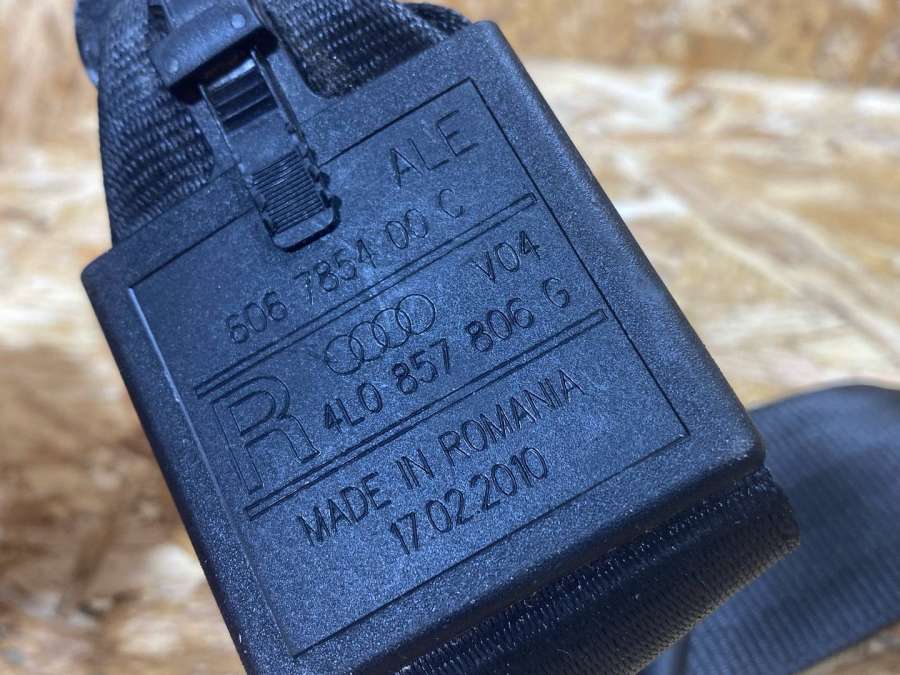 ALE
606 7854 00 C
V04
R 4L0 857 806 G
MADE IN ROMANIA
17.02.2010